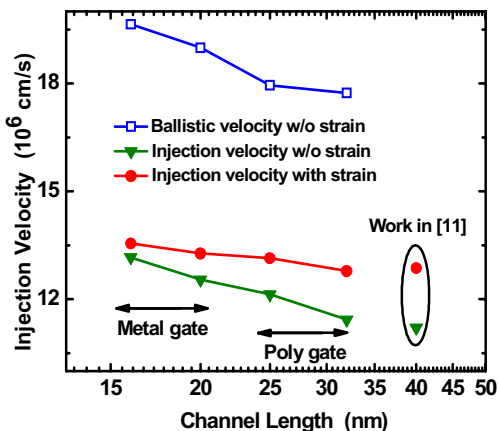 18
15
12
Injection Velocity (10⁶ cm/s)
Ballistic velocity w/o strain
Injection velocity w/o strain
Injection velocity with strain
Work in [11]
Metal gate
Poly gate
15 20 25 30 35 40 45 50
Channel Length (nm)